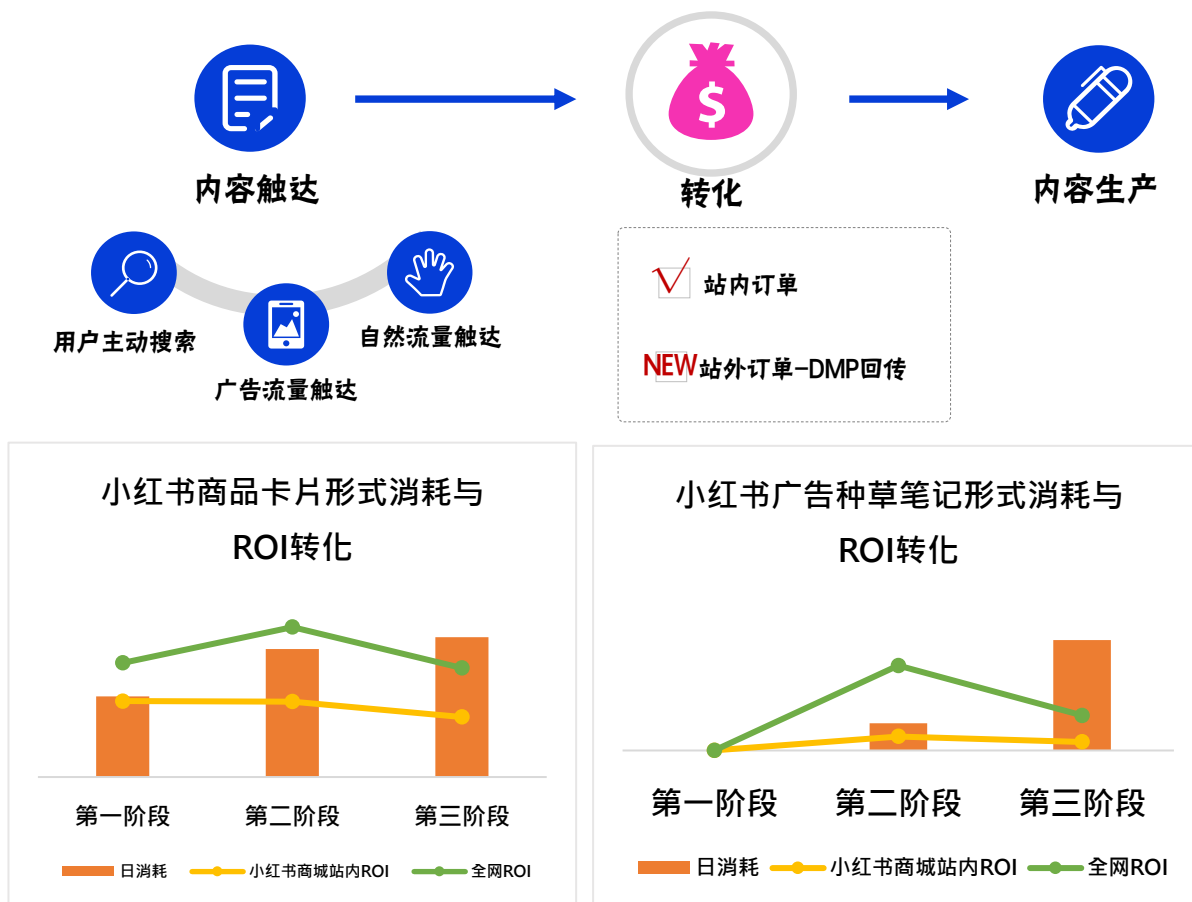 内容触达
转化
内容生产
用户主动搜索
广告流量触达
自然流量触达
站内订单
NEW 站外订单-DMP回传
小红书商品卡片形式消耗与
ROI转化
第一阶段 第二阶段 第三阶段
日消耗 小红书商城站内ROI 全网ROI
小红书广告种草笔记形式消耗与
ROI转化
第一阶段 第二阶段 第三阶段
日消耗 小红书商城站内ROI 全网ROI